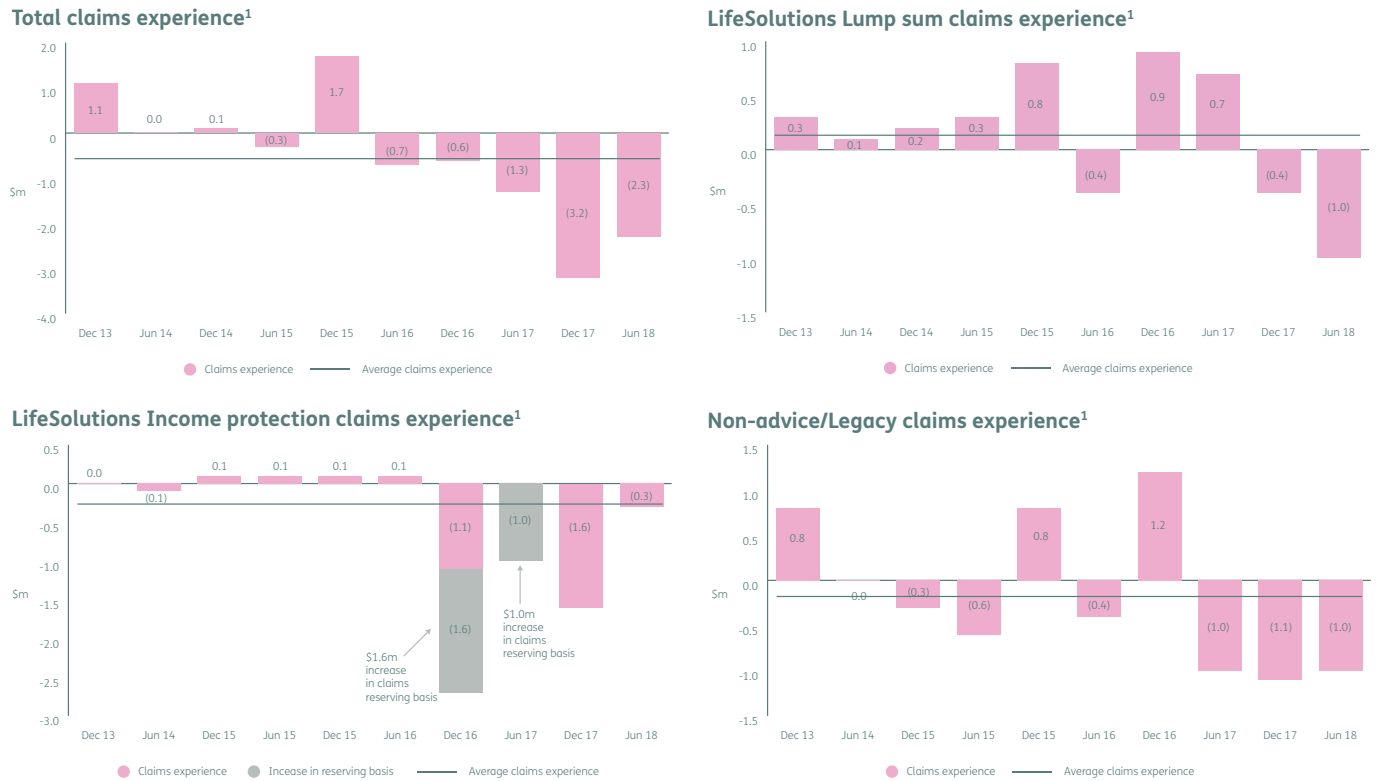 Total claims experience1
2.0
1.0
0
-1.0
$m
-2.0
-3.0
-4.0
1.1
0.0
0.1
(0.3)
1.7
(0.7)
(0.6)
(1.3)
(3.2)
(2.3)
Dec 13 Jun 14 Dec 14 Jun 15 Dec 15 Jun 16 Dec 16 Jun 17 Dec 17 Jun 18
Claims experience Average claims experience
LifeSolutions Lump sum claims experience1
1.0
0.5
0.0
$m
-0.5
-1.0
-1.5
0.3
0.1
0.2
0.3
0.8
(0.4)
0.9
0.7
(0.4)
(1.0)
Dec 13 Jun 14 Dec 14 Jun 15 Dec 15 Jun 16 Dec 16 Jun 17 Dec 17 Jun 18
Claims experience Average claims experience
LifeSolutions Income protection claims experience1
0.5
0.0
-0.5
-1.0
$m
-1.5
-2.0
-2.5
-3.0
0.0
(0.1)
0.1
0.1
0.1
0.1
(1.1)
(1.6)
(1.0)
(1.6)
(0.3)
$1.6m
increase
in claims
reserving basis
$1.0m
increase
in claims
reserving basis
Dec 13 Jun 14 Dec 15 Jun 15 Dec 15 Jun 16 Dec 16 Jun 17 Dec 17 Jun 18
Claims experience Incease in reserving basis Average claims experience
Non-advice/Legacy claims experience1
1.5
1.0
0.5
0.0
$m
-0.5
-1.0
-1.5
0.8
0.0
(0.3)
(0.6)
0.8
(0.4)
1.2
(1.0)
(1.1)
(1.0)
Dec 13 Jun 14 Dec 15 Jun 15 Dec 15 Jun 16 Dec 16 Jun 17 Dec 17 Jun 18
Claims experience Average claims experience